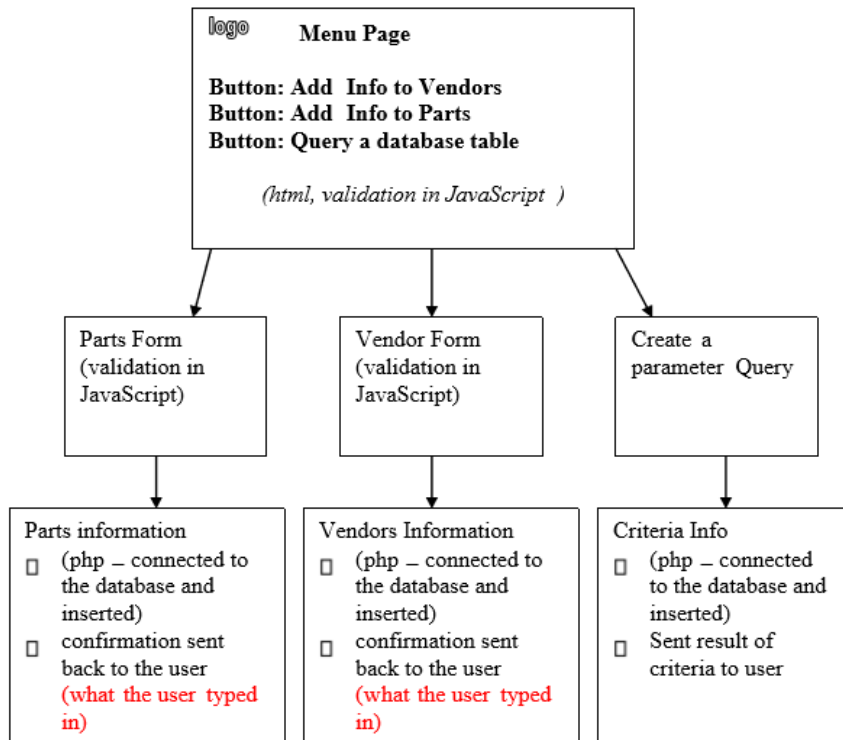 logo
Menu Page
Button: Add Info to Vendors
Button: Add Info to Parts
Button: Query a database table
(html, validation in JavaScript )
Parts Form
(validation in
JavaScript)
Vendor Form
(validation in
JavaScript)
Create a
parameter Query
Parts information
(php – connected to
the database and
inserted)
confirmation sent
back to the user
(what the user typed
in)
Vendors Information
(php – connected to
the database and
inserted)
confirmation sent
back to the user
(what the user typed
in)
Criteria Info
(php – connected
to the database and
inserted)
Sent result of
criteria to user